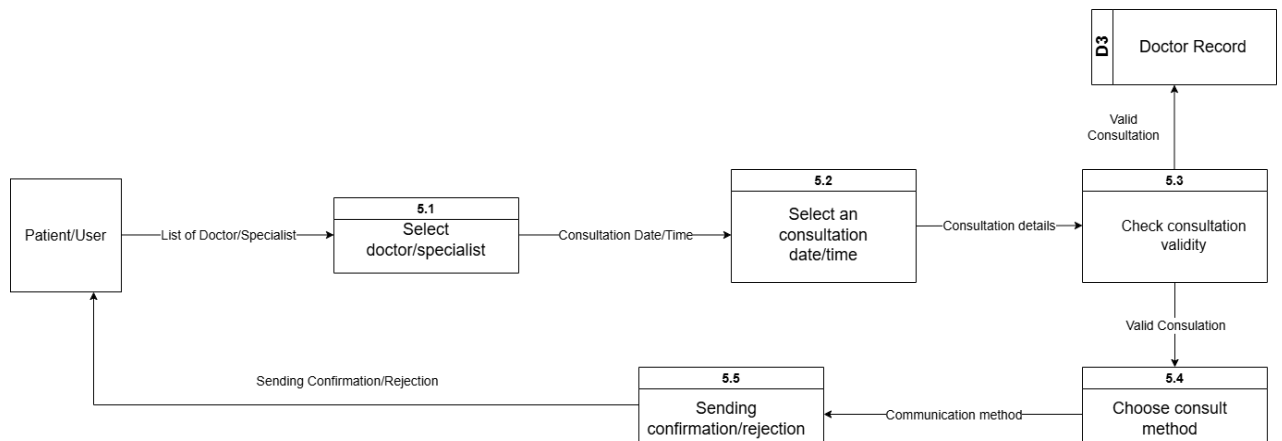 D3
Doctor Record
Valid
Consultation
5.1
5.2
5.3
Patient/User
List of Doctor/Specialist
Select
doctor/specialist
Consultation Date/Time
Select an
consultation
date/time
Consultation details
Check consultation
validity
Valid Consulation
Sending Confirmation/Rejection
5.5
5.4
Sending
confirmation/rejection
Communication method
Choose consult
method